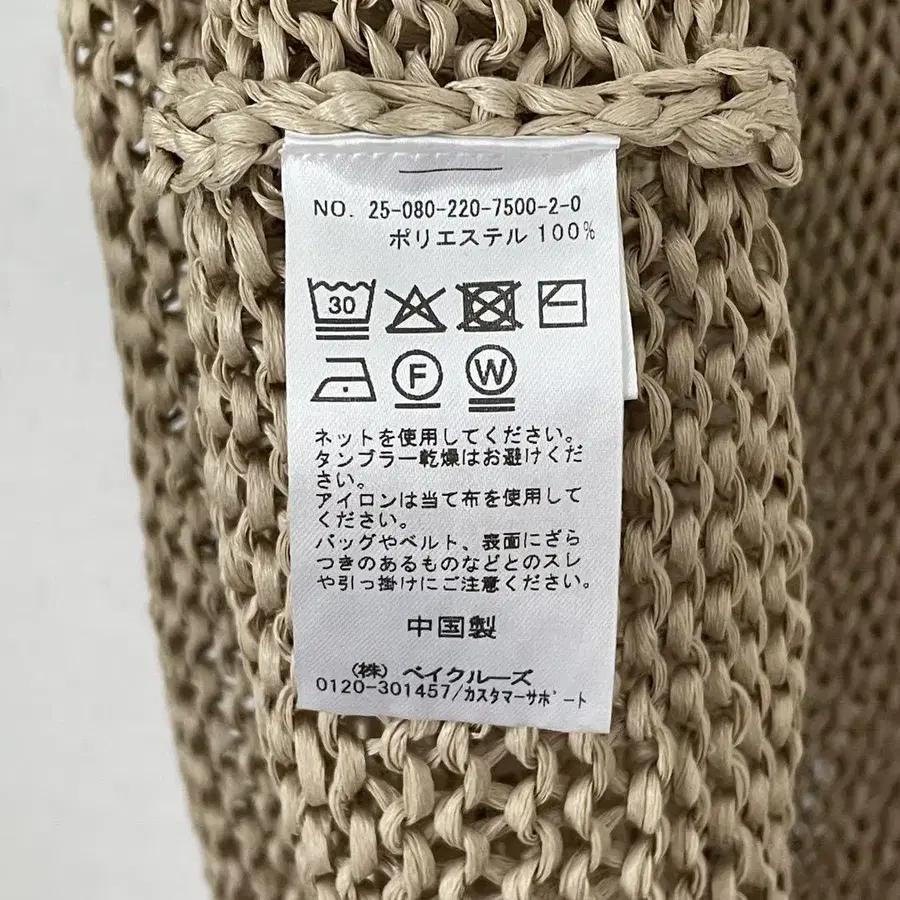 NO. 25-080-220-7500-2-0
ポリエステル 100%
30
F W
ネットを使用してください。
タンブラー乾燥はお避けくだ
さい。
アイロンは当て布を使用して
ください。
バッグやベルト、表面にざら
つきのあるものなどとのスレ
や引っ掛けにご注意ください。
中国製
(株) ベイクルーズ
0120-301457/カスタマーサポート